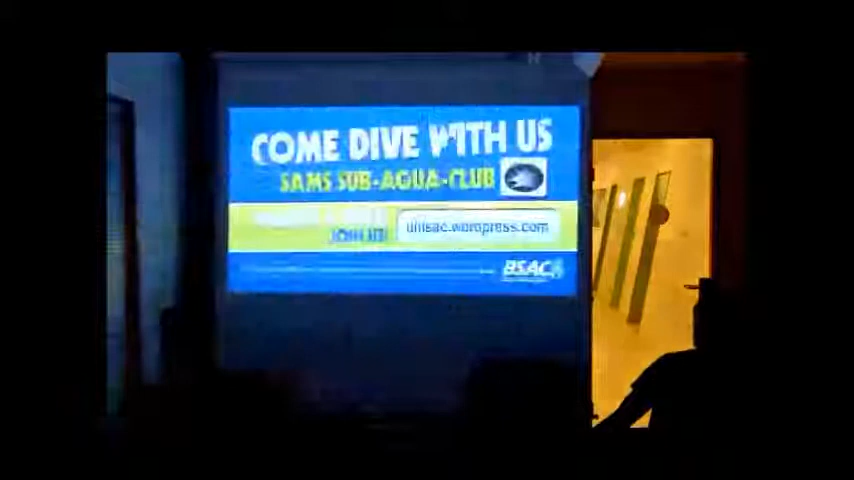 COME DIVE WITH US
SAMS SUB-AQUA-CLUB
JOIN US!
uhisac.wordpress.com
BSAC